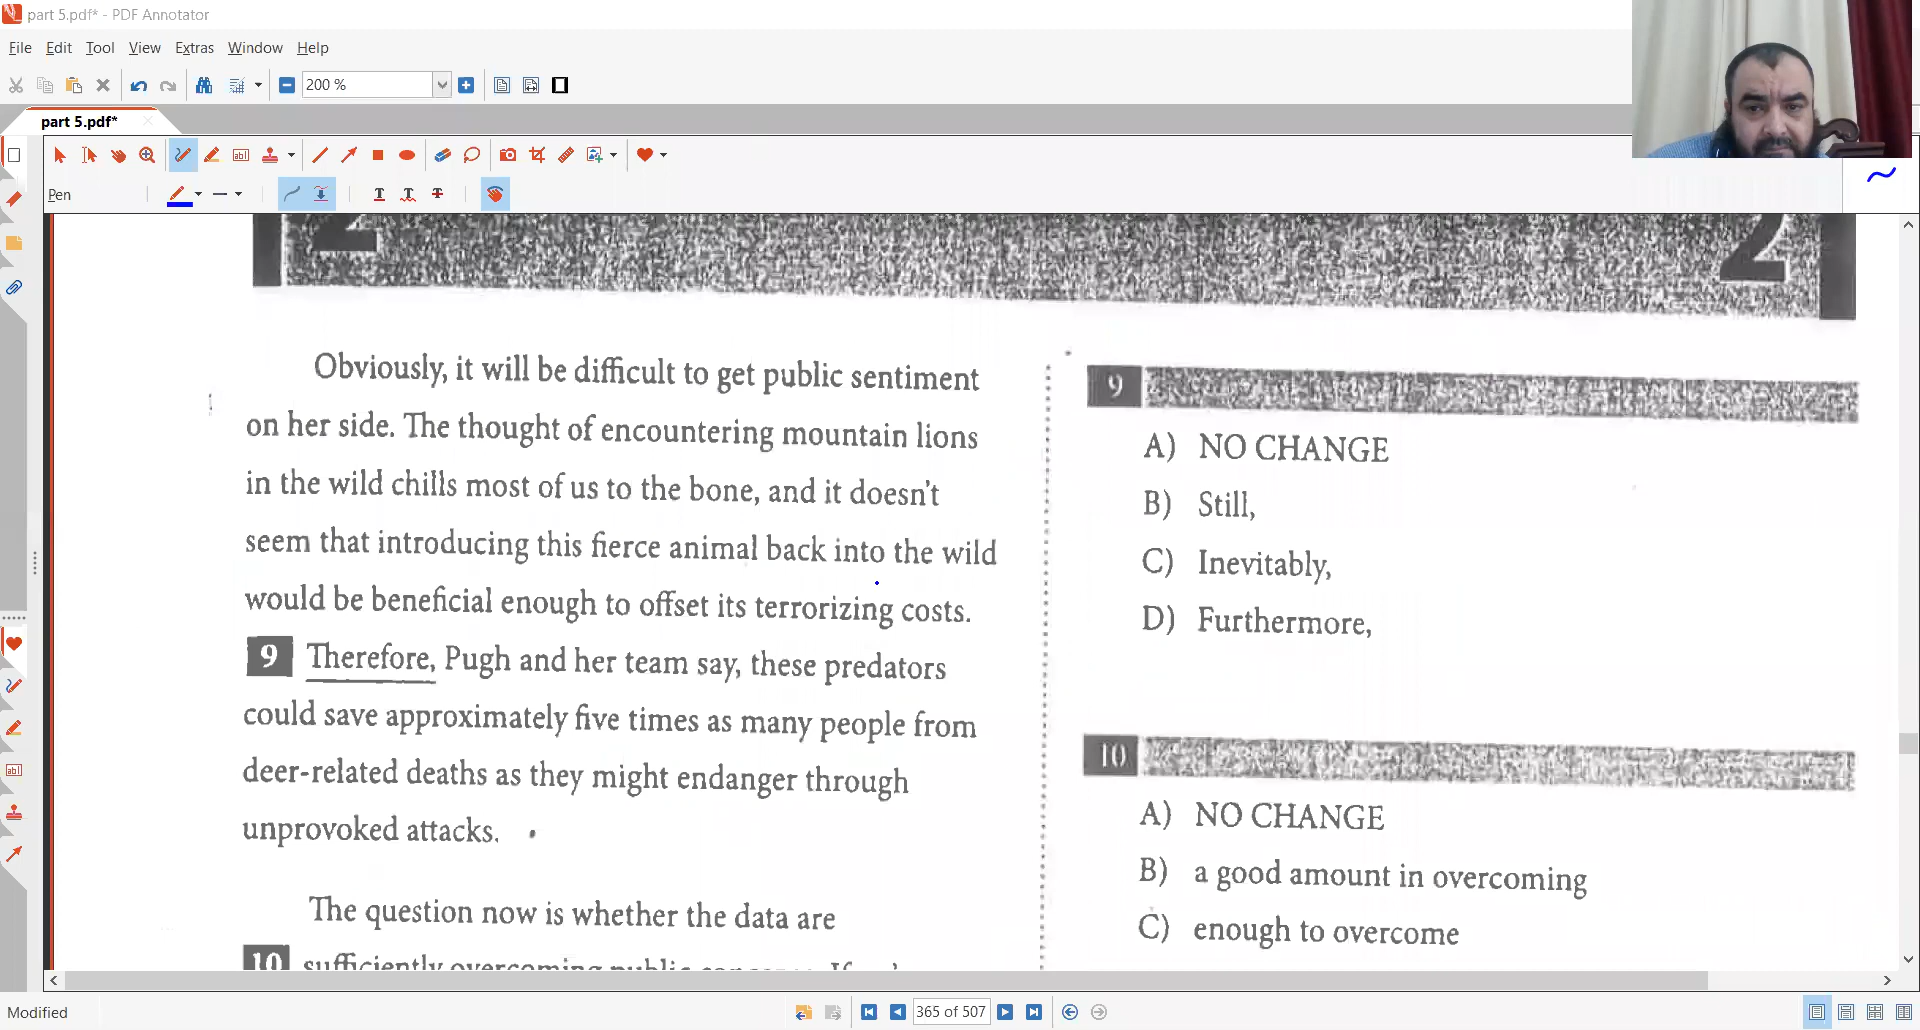 part 5.pdf* - PDF Annotator
File Edit Tool View Extras Window Help
200 %
part 5.pdf*
Pen
2 2
Obviously, it will be difficult to get public sentiment
on her side. The thought of encountering mountain lions
in the wild chills most of us to the bone, and it doesn't
seem that introducing this fierce animal back into the wild
would be beneficial enough to offset its terrorizing costs.
9 Therefore, Pugh and her team say, these predators
could save approximately five times as many people from
deer-related deaths as they might endanger through
unprovoked attacks.
The question now is whether the data are
10 sufficiently overcoming public
9
A) NO CHANGE
B) Still,
C) Inevitably,
D) Furthermore,
10
A) NO CHANGE
B) a good amount in overcoming
C) enough to overcome
Modified
365 of 507